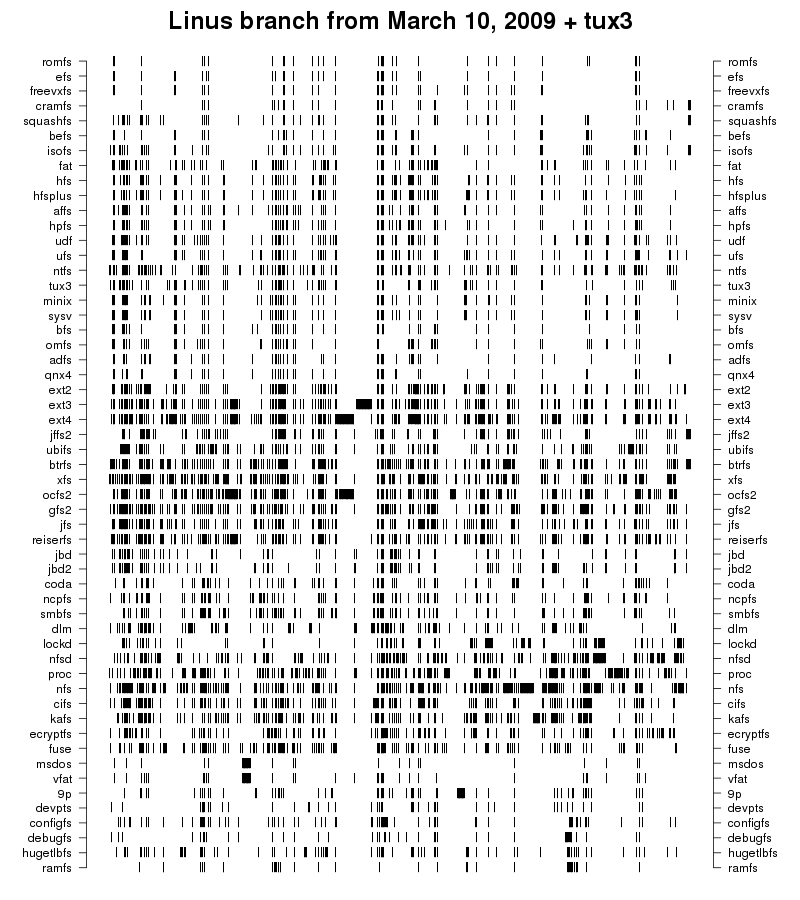 Linus branch from March 10, 2009 + tux3
romfs romfs
efs efs
freevxfs freevxfs
cramfs cramfs
squashfs squashfs
befs befs
isofs isofs
fat fat
hfs hfs
hfsplus hfsplus
affs affs
hpfs hpfs
udf udf
ufs ufs
ntfs ntfs
tux3 tux3
minix minix
sysv sysv
bfs bfs
omfs omfs
adfs adfs
qnx4 qnx4
ext2 ext2
ext3 ext3
ext4 ext4
jffs2 jffs2
ubifs ubifs
btrfs btrfs
xfs xfs
ocfs2 ocfs2
gfs2 gfs2
jfs jfs
reiserfs reiserfs
jbd jbd
jbd2 jbd2
coda coda
ncpfs ncpfs
smbfs smbfs
dlm dlm
lockd lockd
nfsd nfsd
proc proc
nfs nfs
cifs cifs
kafs kafs
ecryptfs ecryptfs
fuse fuse
msdos msdos
vfat vfat
9p 9p
devpts devpts
configfs configfs
debugfs debugfs
hugetlbfs hugetlbfs
ramfs ramfs